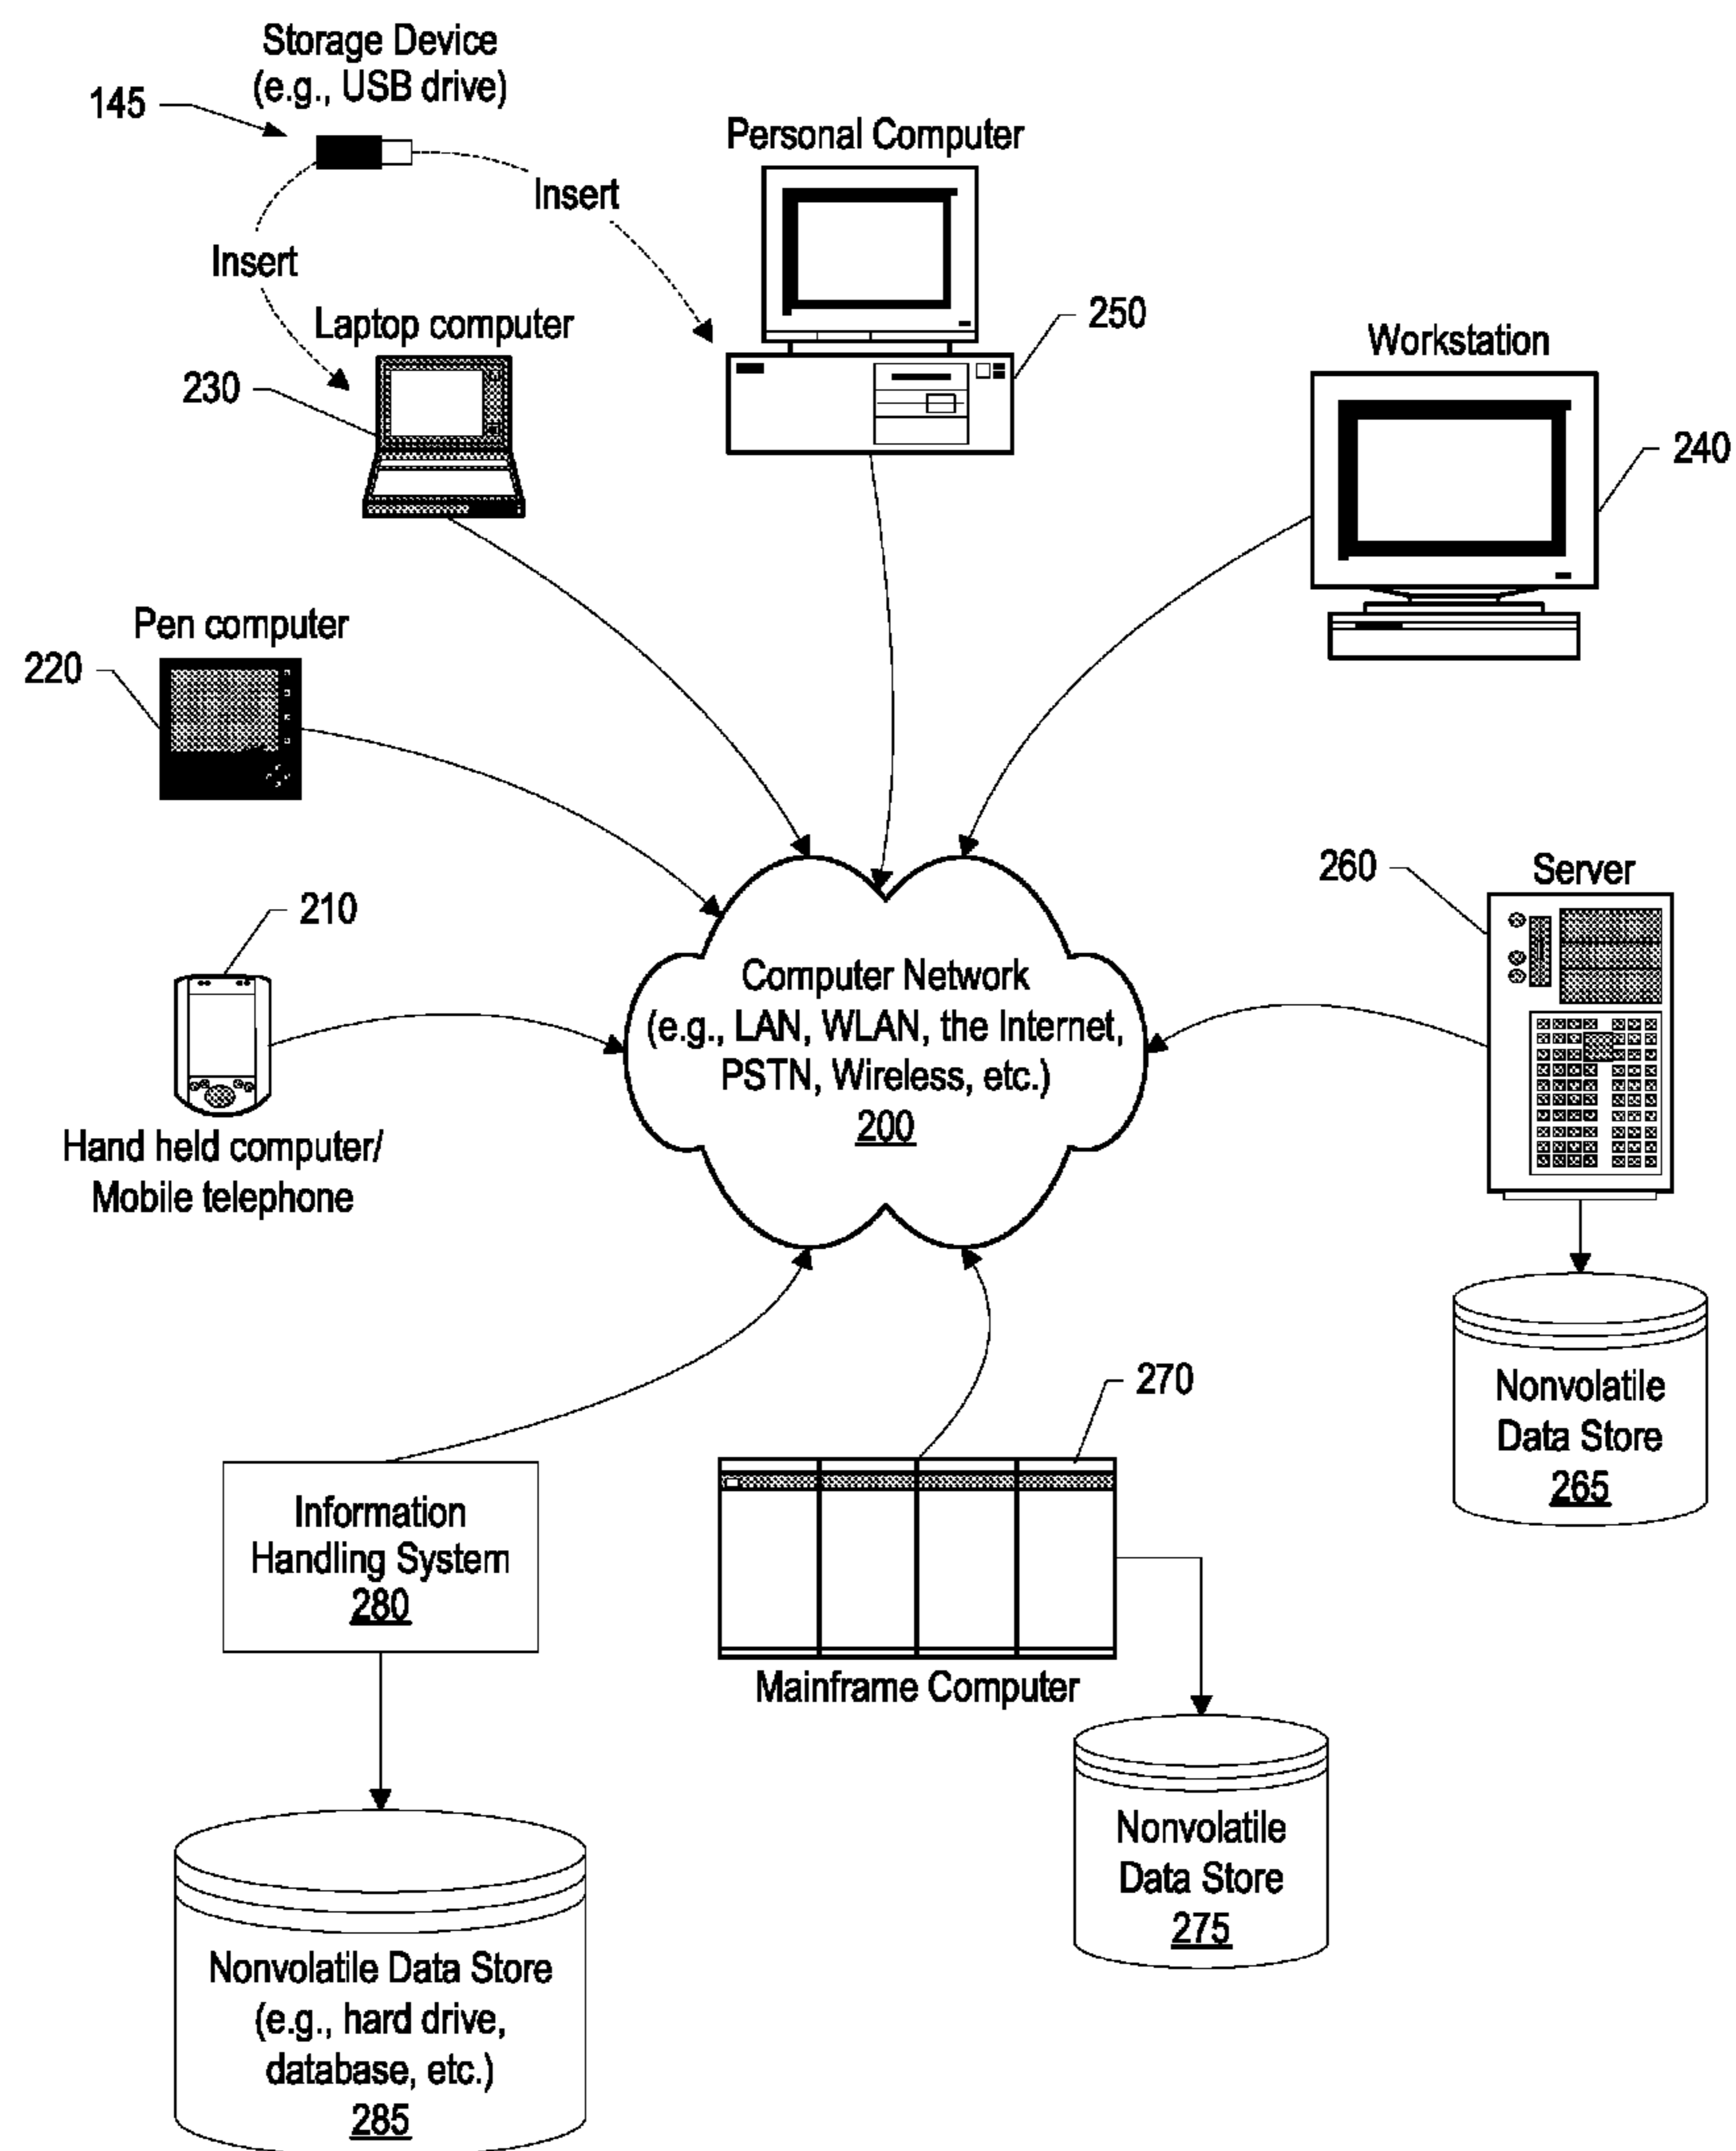 Storage Device
(e.g., USB drive)
145
Personal Computer
Insert
Insert
250
Laptop computer
Workstation
230
240
Pen computer
220
260
Server
210
Computer Network
(e.g., LAN, WLAN, the Internet,
PSTN, Wireless, etc.)
200
Hand held computer/
Mobile telephone
270
Nonvolatile
Data Store
265
Information
Handling System
280
Mainframe Computer
Nonvolatile
Data Store
275
Nonvolatile Data Store
(e.g., hard drive,
database, etc.)
285